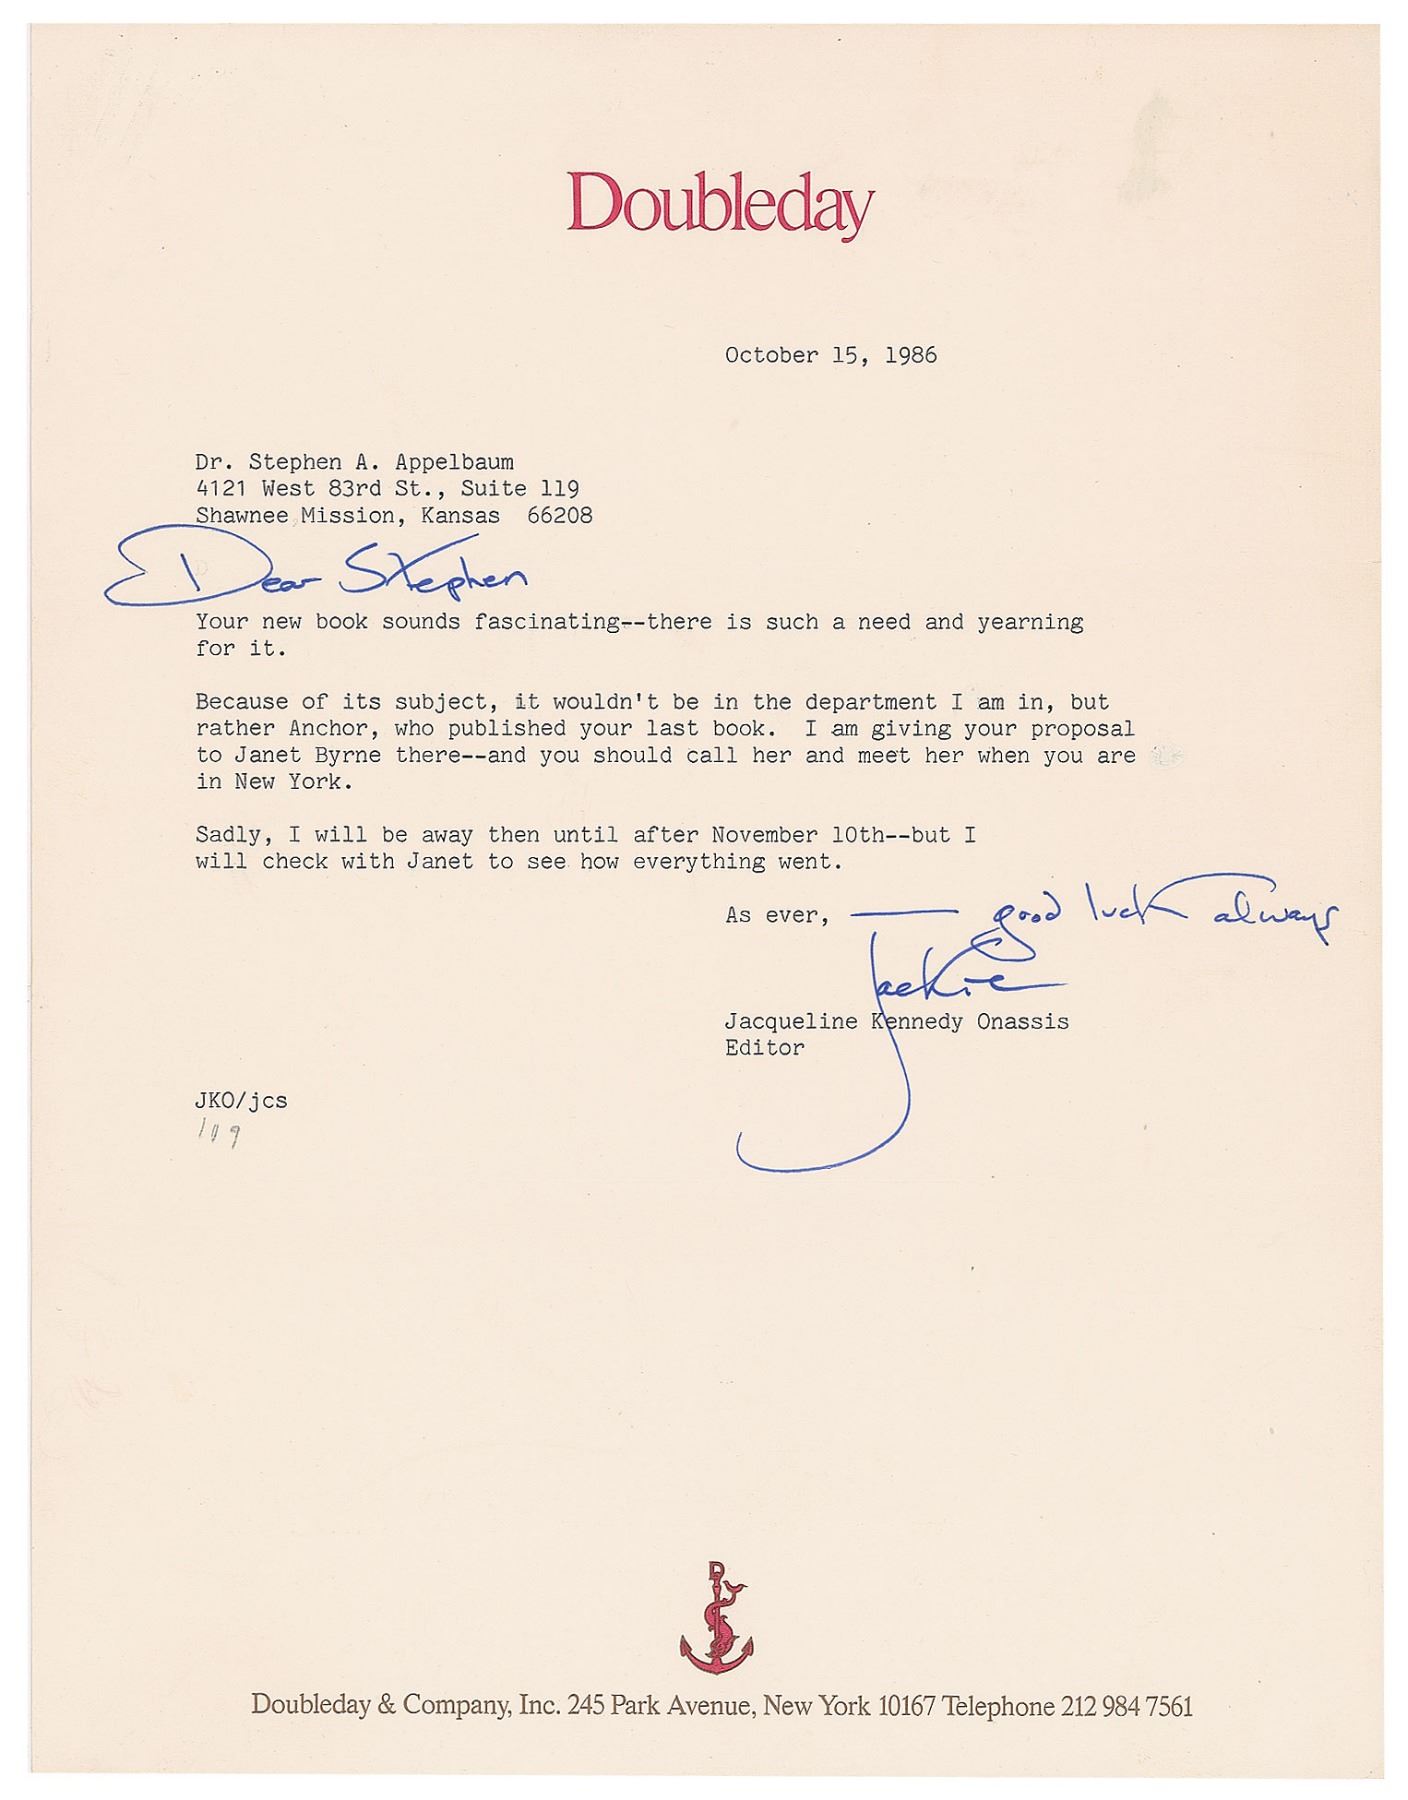 Doubleday
October 15, 1986
Dr. Stephen A. Appelbaum
4121 West 83rd St., Suite 119
Shawnee Mission, Kansas  66208
Dear Stephen
Your new book sounds fascinating--there is such a need and yearning
for it.
Because of its subject, it wouldn't be in the department I am in, but
rather Anchor, who published your last book.  I am giving your proposal
to Janet Byrne there--and you should call her and meet her when you are
in New York.
Sadly, I will be away then until after November 10th--but I
will check with Janet to see how everything went.
As ever, — good luck always
Jackie
Jacqueline Kennedy Onassis
Editor
JKO/jcs
109
D
Doubleday & Company, Inc. 245 Park Avenue, New York 10167 Telephone 212 984 7561